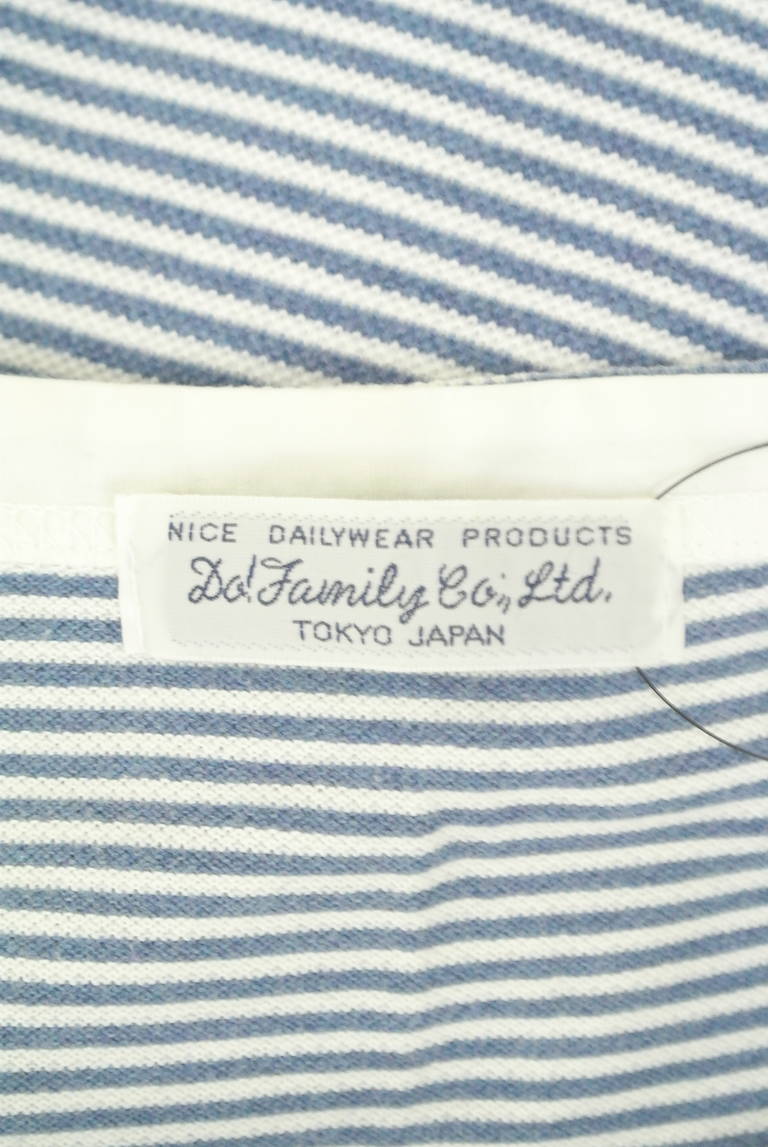 NICE DAILYWEAR PRODUCTS
Do! Family Co., Ltd.
TOKYO JAPAN